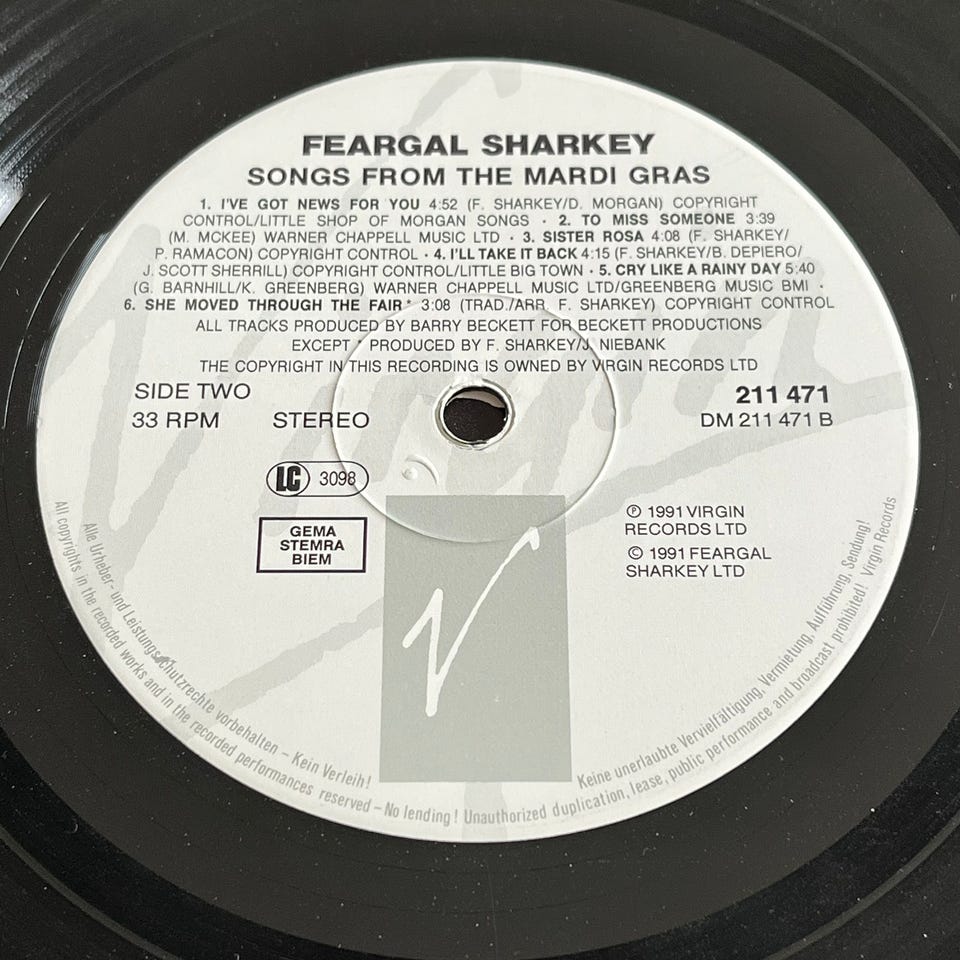 FEARGAL SHARKEY
SONGS FROM THE MARDI GRAS
1. I'VE GOT NEWS FOR YOU 4:52 (F. SHARKEY/D. MORGAN) COPYRIGHT
CONTROL/LITTLE SHOP OF MORGAN SONGS · 2. TO MISS SOMEONE 3:39
(M. MCKEE) WARNER CHAPPELL MUSIC LTD · 3. SISTER ROSA 4:08 (F. SHARKEY/
P. RAMACON) COPYRIGHT CONTROL · 4. I'LL TAKE IT BACK 4:15 (F. SHARKEY/B. DEPIERO/
J. SCOTT SHERRILL) COPYRIGHT CONTROL/LITTLE BIG TOWN · 5. CRY LIKE A RAINY DAY 5:40
(G. BARNHILL/K. GREENBERG) WARNER CHAPPELL MUSIC LTD/GREENBERG MUSIC BMI ·
6. SHE MOVED THROUGH THE FAIR* 3:08 (TRAD./ARR. F. SHARKEY) COPYRIGHT CONTROL
ALL TRACKS PRODUCED BY BARRY BECKETT FOR BECKETT PRODUCTIONS
EXCEPT * PRODUCED BY F. SHARKEY/J. NIEBANK
THE COPYRIGHT IN THIS RECORDING IS OWNED BY VIRGIN RECORDS LTD
SIDE TWO
33 RPM STEREO
211 471
DM 211 471 B
LC 3098
GEMA
STEMRA
BIEM
℗ 1991 VIRGIN
RECORDS LTD
© 1991 FEARGAL
SHARKEY LTD
V
Virgin
Alle Urheber- und Leistungsschutzrechte vorbehalten – Kein Verleih! Keine unerlaubte Vervielfältigung, Vermietung, Aufführung, Sendung!
All copyrights in the recorded works and in the recorded performances reserved – No lending! Unauthorized duplication, lease, public performance and broadcast prohibited! Virgin Records